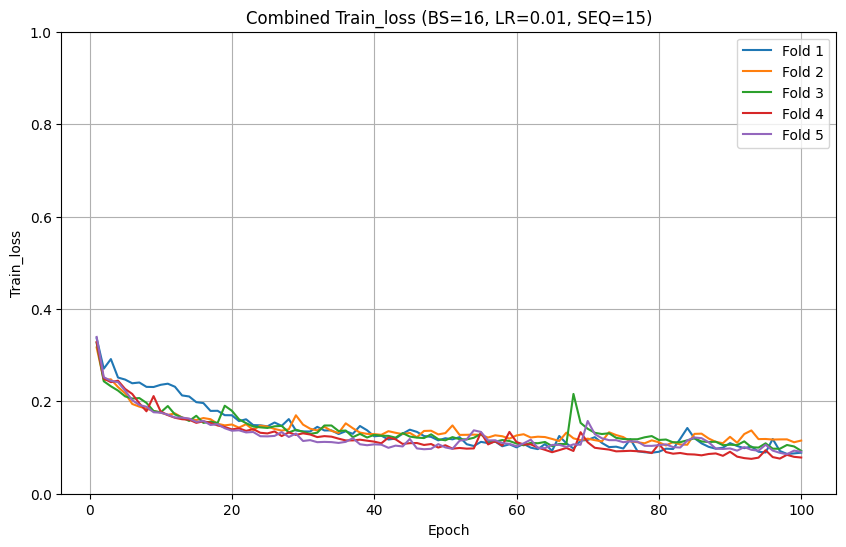 Combined Train_loss (BS=16, LR=0.01, SEQ=15)
Train_loss
1.0
0.8
0.6
0.4
0.2
0.0
Fold 1
Fold 2
Fold 3
Fold 4
Fold 5
0 20 40 60 80 100
Epoch